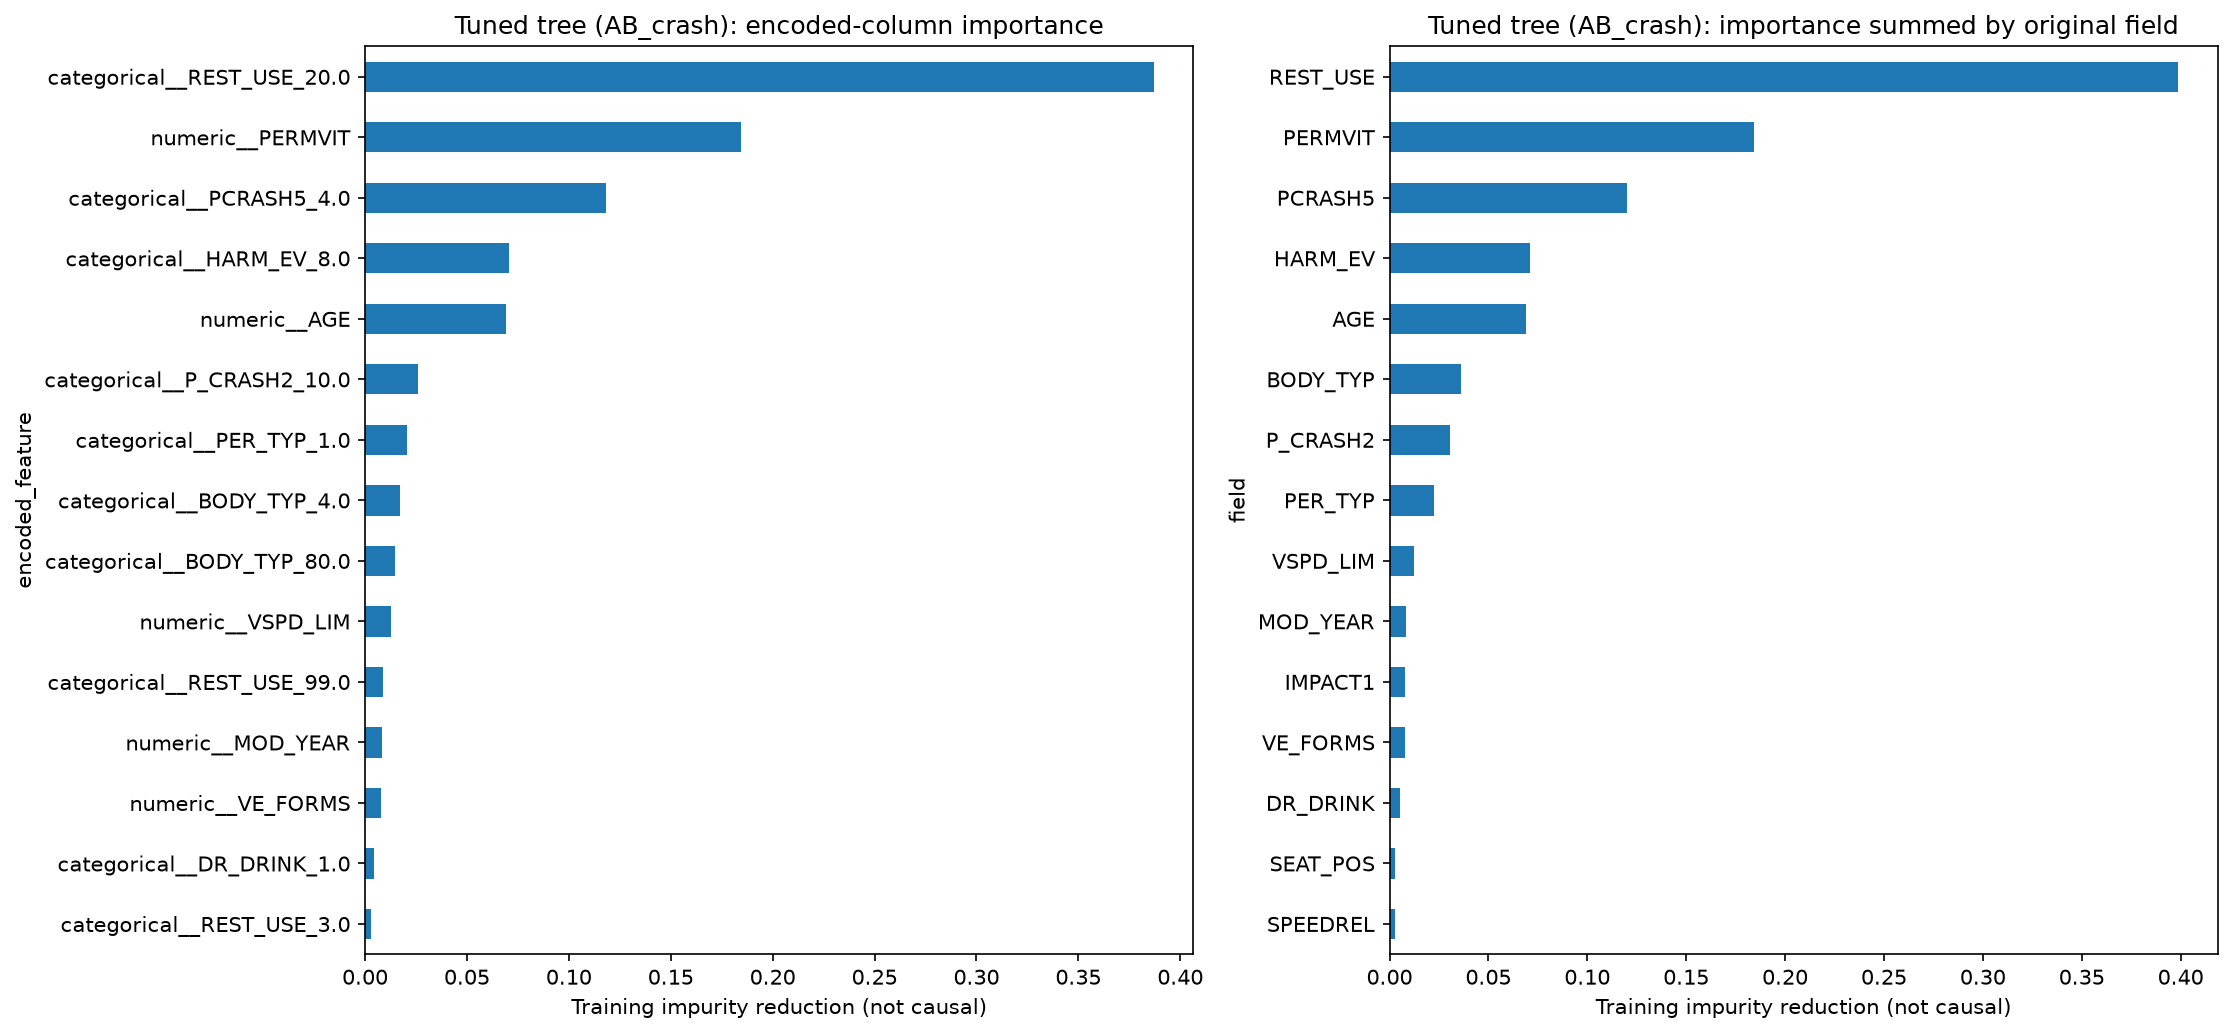 Tuned tree (AB_crash): encoded-column importance
encoded_feature
categorical__REST_USE_20.0
numeric__PERMVIT
categorical__PCRASH5_4.0
categorical__HARM_EV_8.0
numeric__AGE
categorical__P_CRASH2_10.0
categorical__PER_TYP_1.0
categorical__BODY_TYP_4.0
categorical__BODY_TYP_80.0
numeric__VSPD_LIM
categorical__REST_USE_99.0
numeric__MOD_YEAR
numeric__VE_FORMS
categorical__DR_DRINK_1.0
categorical__REST_USE_3.0
0.00 0.05 0.10 0.15 0.20 0.25 0.30 0.35 0.40
Training impurity reduction (not causal)
Tuned tree (AB_crash): importance summed by original field
field
REST_USE
PERMVIT
PCRASH5
HARM_EV
AGE
BODY_TYP
P_CRASH2
PER_TYP
VSPD_LIM
MOD_YEAR
IMPACT1
VE_FORMS
DR_DRINK
SEAT_POS
SPEEDREL
0.00 0.05 0.10 0.15 0.20 0.25 0.30 0.35 0.40
Training impurity reduction (not causal)